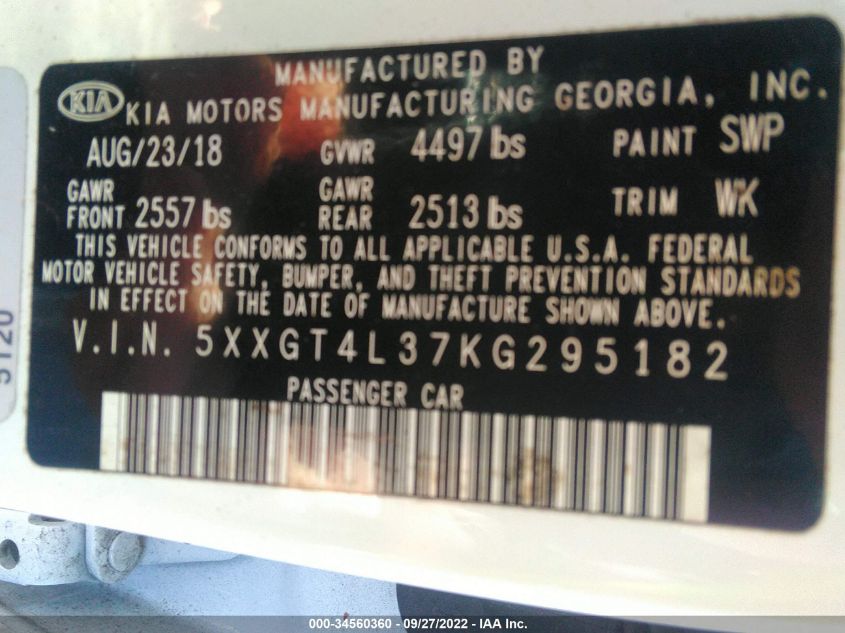 MANUFACTURED BY
KIA KIA MOTORS MANUFACTURING GEORGIA, INC.
AUG/23/18 GVWR 4497 lbs PAINT SWP
GAWR FRONT 2557 lbs GAWR REAR 2513 lbs TRIM WK
THIS VEHICLE CONFORMS TO ALL APPLICABLE U.S.A. FEDERAL
MOTOR VEHICLE SAFETY, BUMPER, AND THEFT PREVENTION STANDARDS
IN EFFECT ON THE DATE OF MANUFACTURE SHOWN ABOVE.
V.I.N. 5XXGT4L37KG295182
PASSENGER CAR
000-34560360 - 09/27/2022 - IAA Inc.